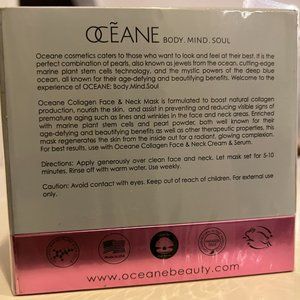 OCĒANE BODY. MIND. SOUL
Oceane cosmetics caters to those who want to look and feel at their best. It is the
perfect combination of pearls, also known as jewels from the ocean, cutting-edge
marine plant stem cells technology, and the mystic powers of the deep blue
ocean, all known for their age-defying and beautifying benefits. Welcome to the
experience of OCEANE: Body.Mind.Soul
Oceane Collagen Face & Neck Mask is formulated to boost natural collagen
production, nourish the skin, and assist in preventing and reducing visible signs of
premature aging such as lines and wrinkles in the face and neck areas. Enriched
with marine plant stem cells and pearl powder, both well known for their
age-defying and beautifying benefits as well as other therapeutic properties, this
mask regenerates the skin from the inside out for a radiant, glowing complexion.
For best results, use with Oceane Collagen Face & Neck Cream & Serum.
Directions: Apply generously over clean face and neck. Let mask set for 5-10
minutes. Rinse off with warm water. Use weekly.
Caution: Avoid contact with eyes. Keep out of reach of children. For external use
only.
www.oceanebeauty.com